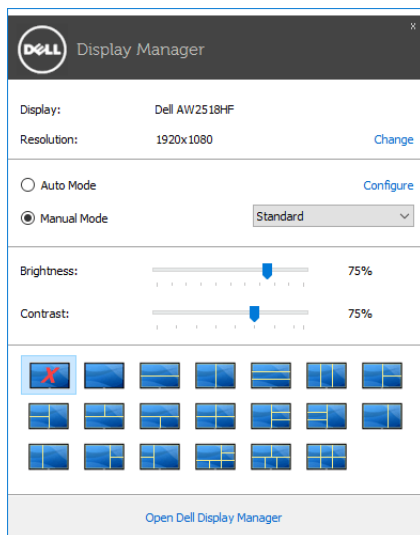 x
DELL Display Manager
Display: Dell AW2518HF
Resolution: 1920x1080 Change
Auto Mode Configure
Manual Mode Standard
Brightness: 75%
Contrast: 75%
Open Dell Display Manager